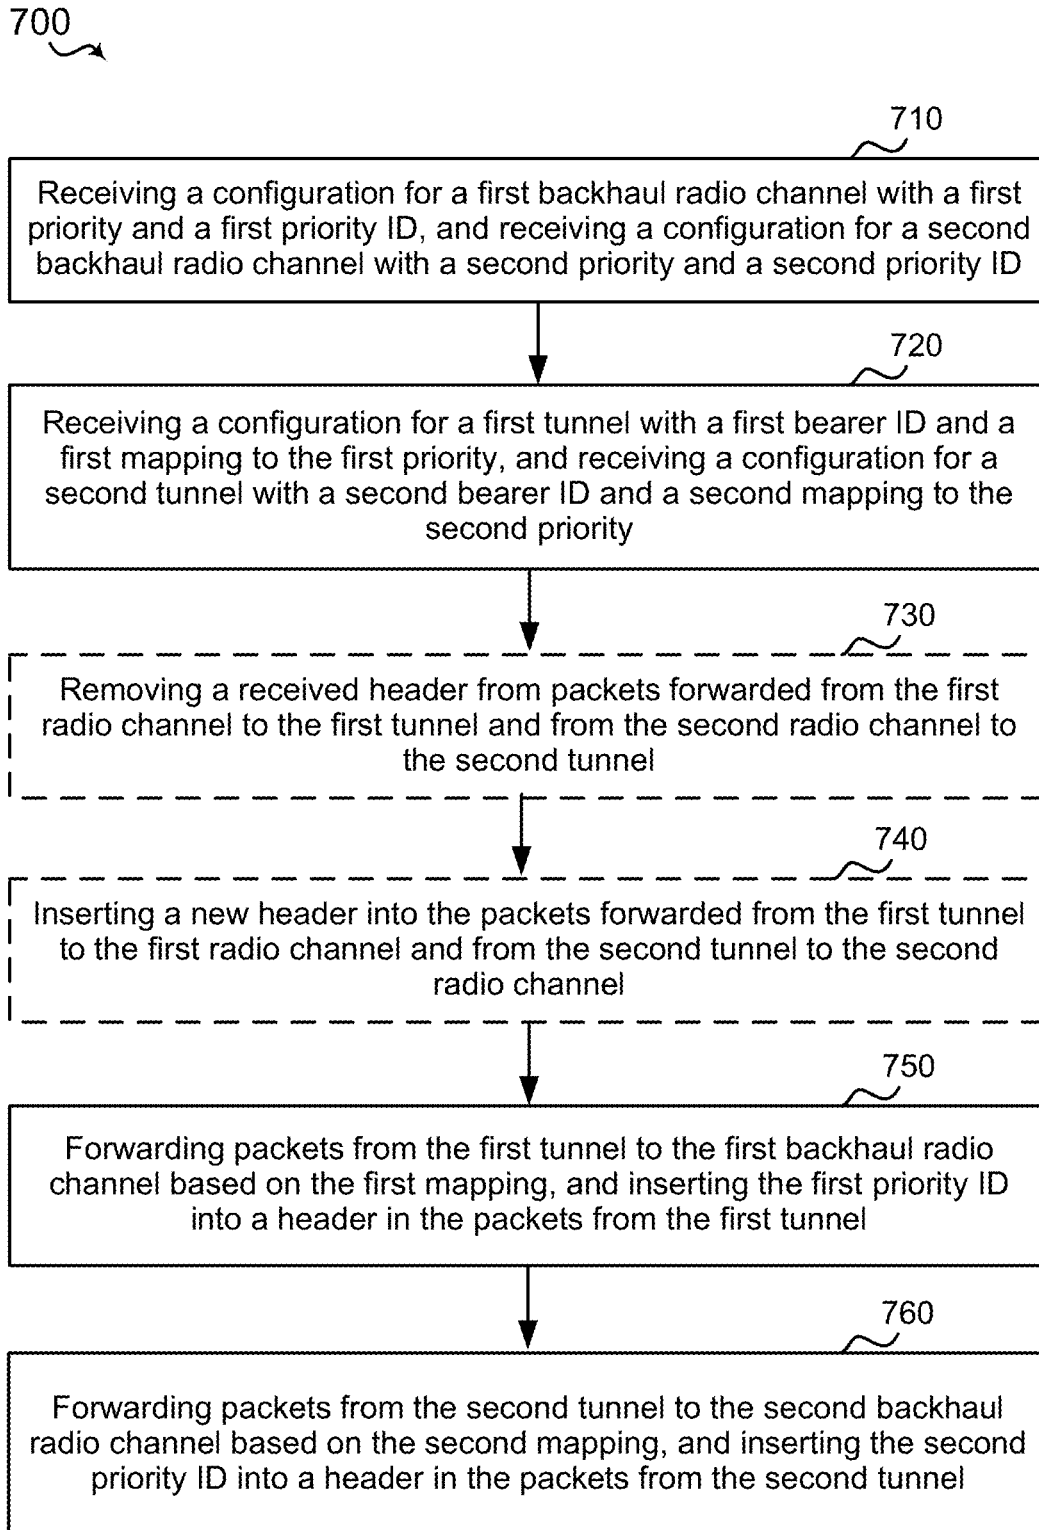 700
710
Receiving a configuration for a first backhaul radio channel with a first
priority and a first priority ID, and receiving a configuration for a second
backhaul radio channel with a second priority and a second priority ID
720
Receiving a configuration for a first tunnel with a first bearer ID and a
first mapping to the first priority, and receiving a configuration for a
second tunnel with a second bearer ID and a second mapping to the
second priority
730
Removing a received header from packets forwarded from the first
radio channel to the first tunnel and from the second radio channel to
the second tunnel
740
Inserting a new header into the packets forwarded from the first tunnel
to the first radio channel and from the second tunnel to the second
radio channel
750
Forwarding packets from the first tunnel to the first backhaul radio
channel based on the first mapping, and inserting the first priority ID
into a header in the packets from the first tunnel
760
Forwarding packets from the second tunnel to the second backhaul
radio channel based on the second mapping, and inserting the second
priority ID into a header in the packets from the second tunnel